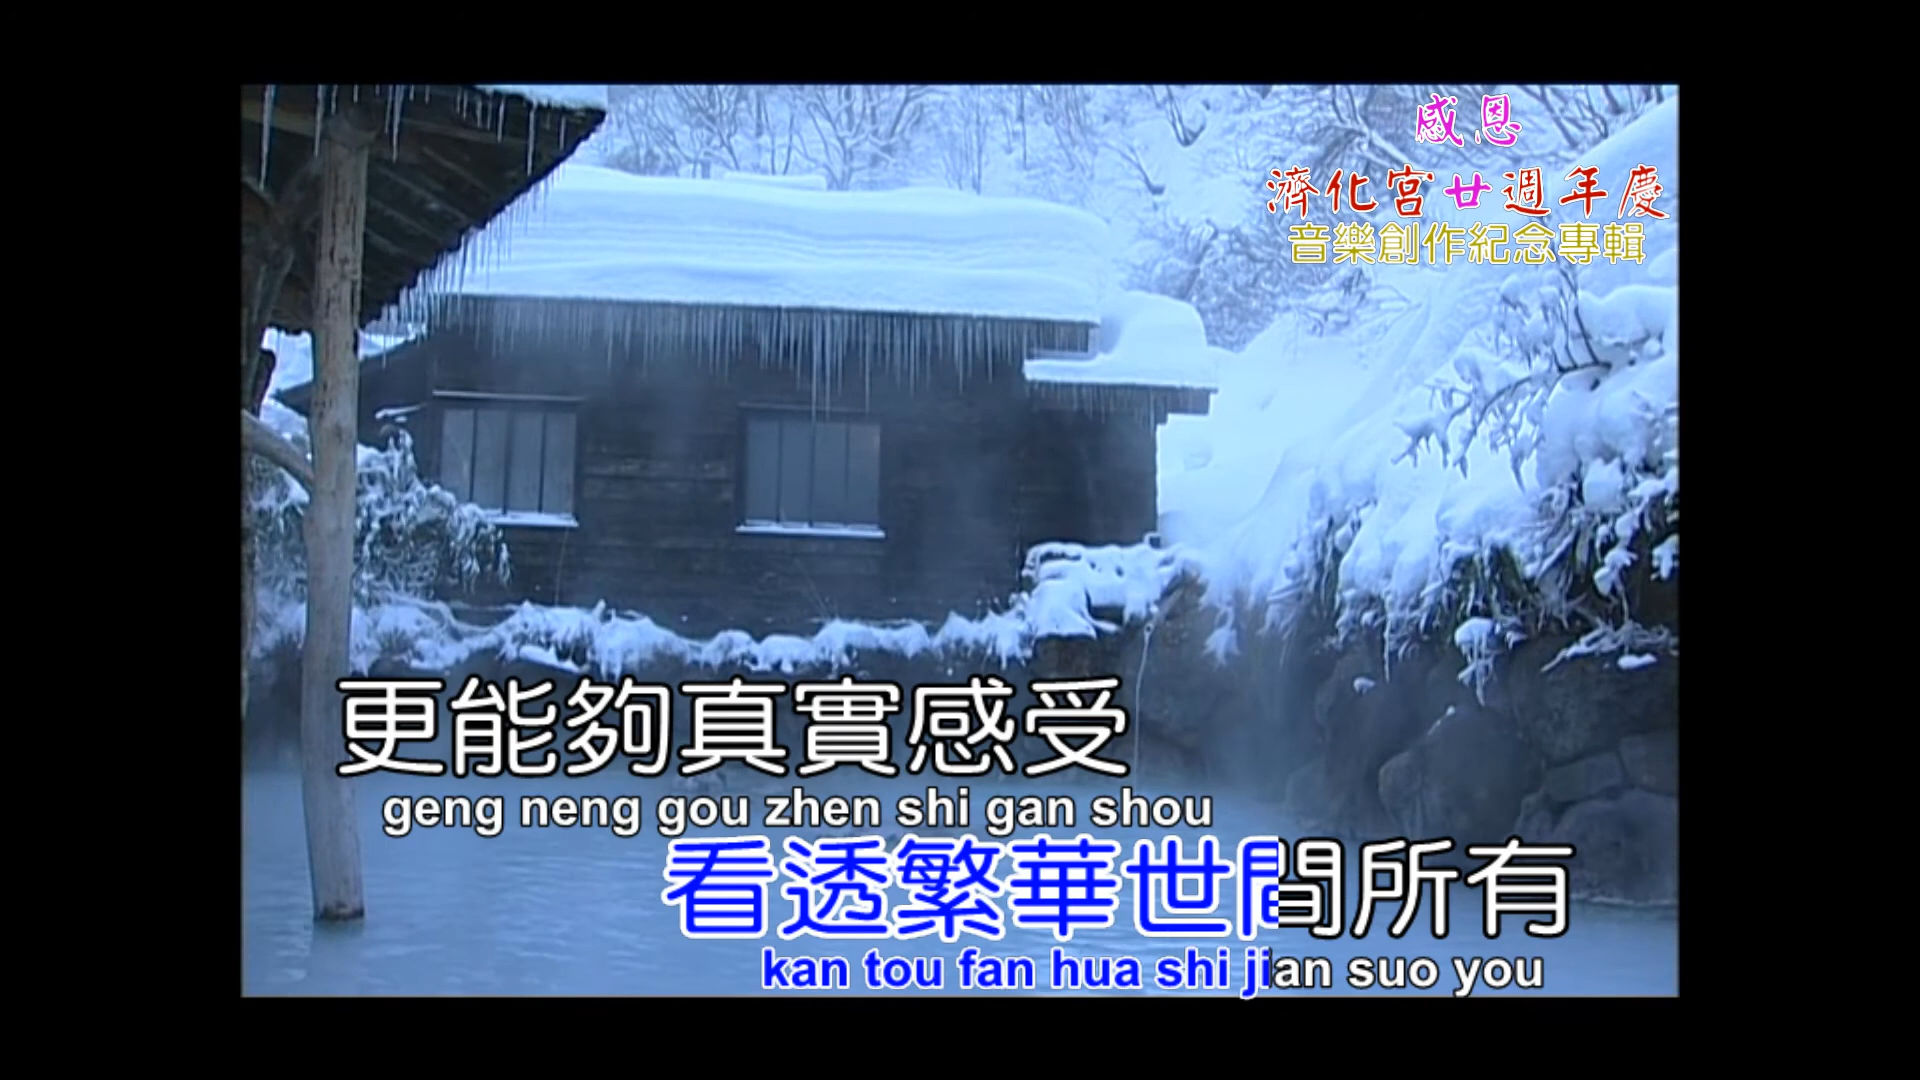 感恩
濟化宮廿週年慶
音樂創作紀念專輯
更能夠真實感受
geng neng gou zhen shi gan shou
看透繁華世間所有
kan tou fan hua shi jian suo you